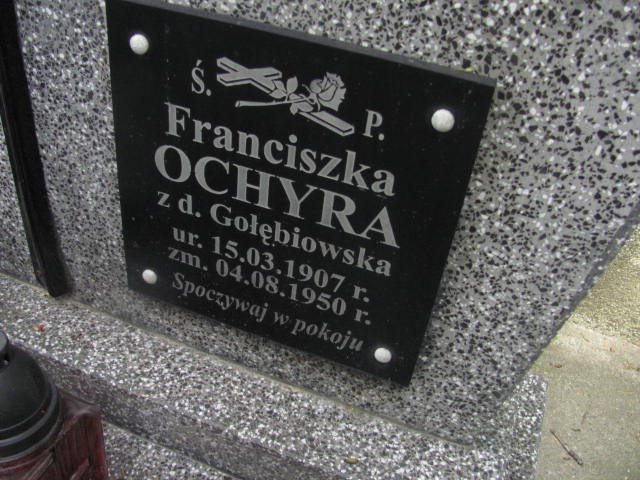 Ś. P.
Franciszka
OCHYRA
z d. Gołębiowska
ur. 15.03.1907 r.
zm. 04.08.1950 r.
Spoczywaj w pokoju